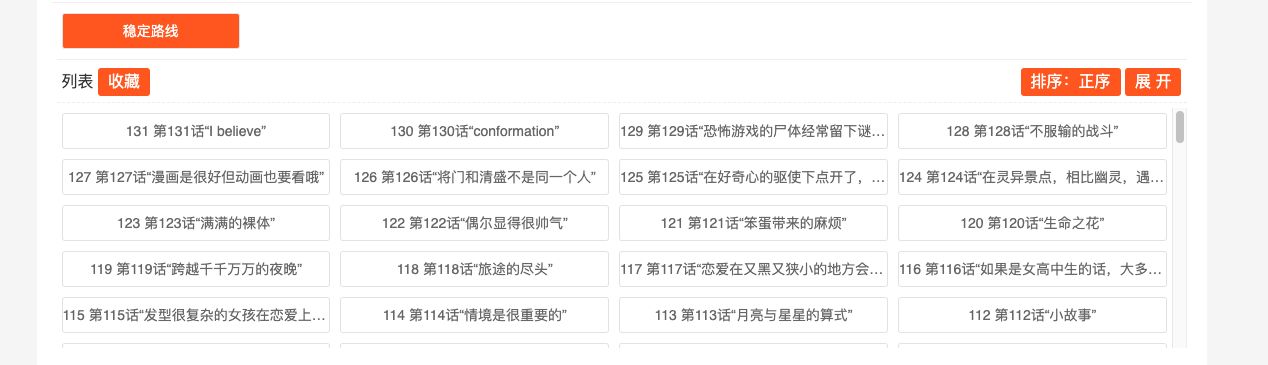 稳定路线
列表 收藏 排序：正序 展 开
131 第131话“I believe” 130 第130话“conformation” 129 第129话“恐怖游戏的尸体经常留下谜… 128 第128话“不服输的战斗”
127 第127话“漫画是很好但动画也要看哦” 126 第126话“将门和清盛不是同一个人” 125 第125话“在好奇心的驱使下点开了，… 124 第124话“在灵异景点，相比幽灵，遇…
123 第123话“满满的裸体” 122 第122话“偶尔显得很帅气” 121 第121话“笨蛋带来的麻烦” 120 第120话“生命之花”
119 第119话“跨越千千万万的夜晚” 118 第118话“旅途的尽头” 117 第117话“恋爱在又黑又狭小的地方会… 116 第116话“如果是女高中生的话，大多…
115 第115话“发型很复杂的女孩在恋爱上… 114 第114话“情境是很重要的” 113 第113话“月亮与星星的算式” 112 第112话“小故事”